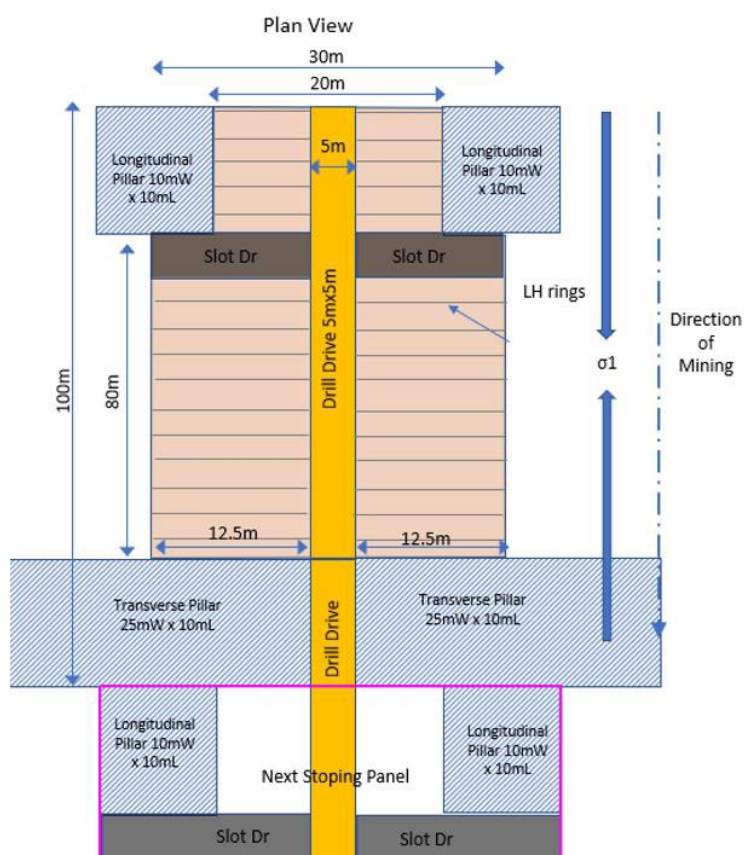 Plan View
30m
20m
5m
Longitudinal
Pillar 10mW
x 10mL
Longitudinal
Pillar 10mW
x 10mL
Slot Dr
Slot Dr
LH rings
Drill Drive 5mx5m
Direction
of
Mining
σ1
100m
80m
12.5m
12.5m
Transverse Pillar
25mW x 10mL
Drill Drive
Transverse Pillar
25mW x 10mL
Longitudinal
Pillar 10mW
x 10mL
Longitudinal
Pillar 10mW
x 10mL
Next Stoping Panel
Slot Dr
Slot Dr